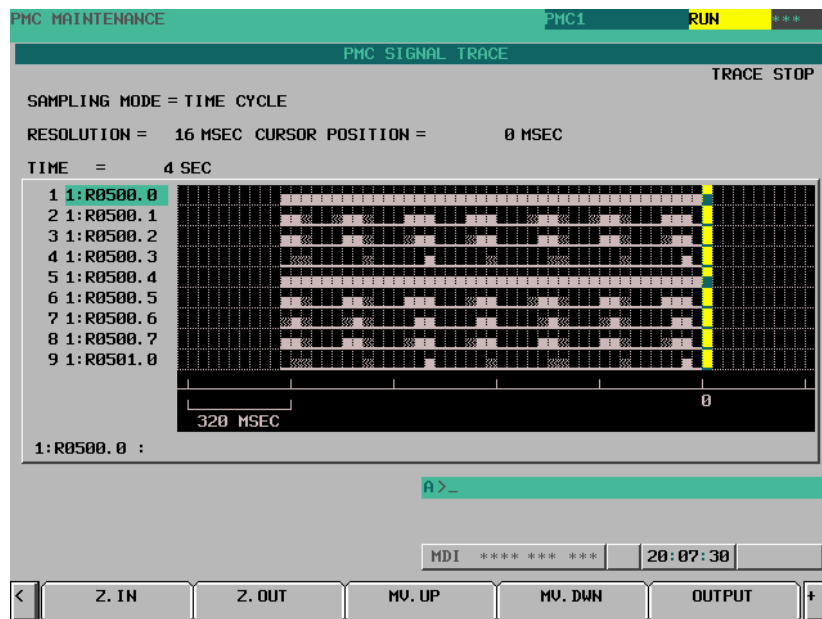 PMC MAINTENANCE PMC1 RUN ***
PMC SIGNAL TRACE
TRACE STOP
SAMPLING MODE = TIME CYCLE
RESOLUTION = 16 MSEC CURSOR POSITION = 0 MSEC
TIME = 4 SEC
1 1:R0500.0
2 1:R0500.1
3 1:R0500.2
4 1:R0500.3
5 1:R0500.4
6 1:R0500.5
7 1:R0500.6
8 1:R0500.7
9 1:R0501.0
0
320 MSEC
1:R0500.0 :
A>_
MDI **** *** *** 20:07:30
< Z.IN Z.OUT MV.UP MV.DWN OUTPUT +